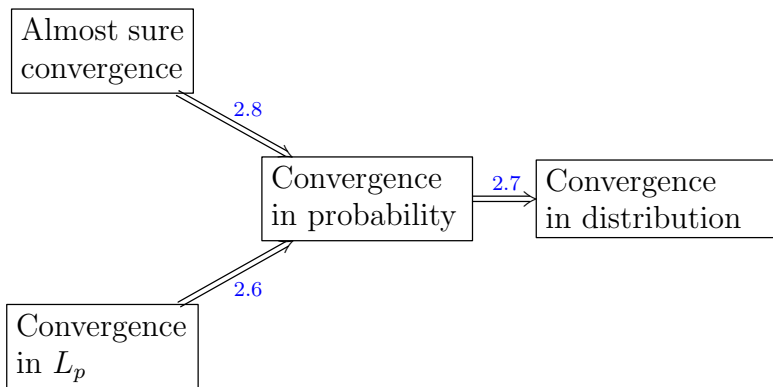 Almost sure
convergence
2.8
Convergence
in probability
2.7
Convergence
in distribution
2.6
Convergence
in L_p